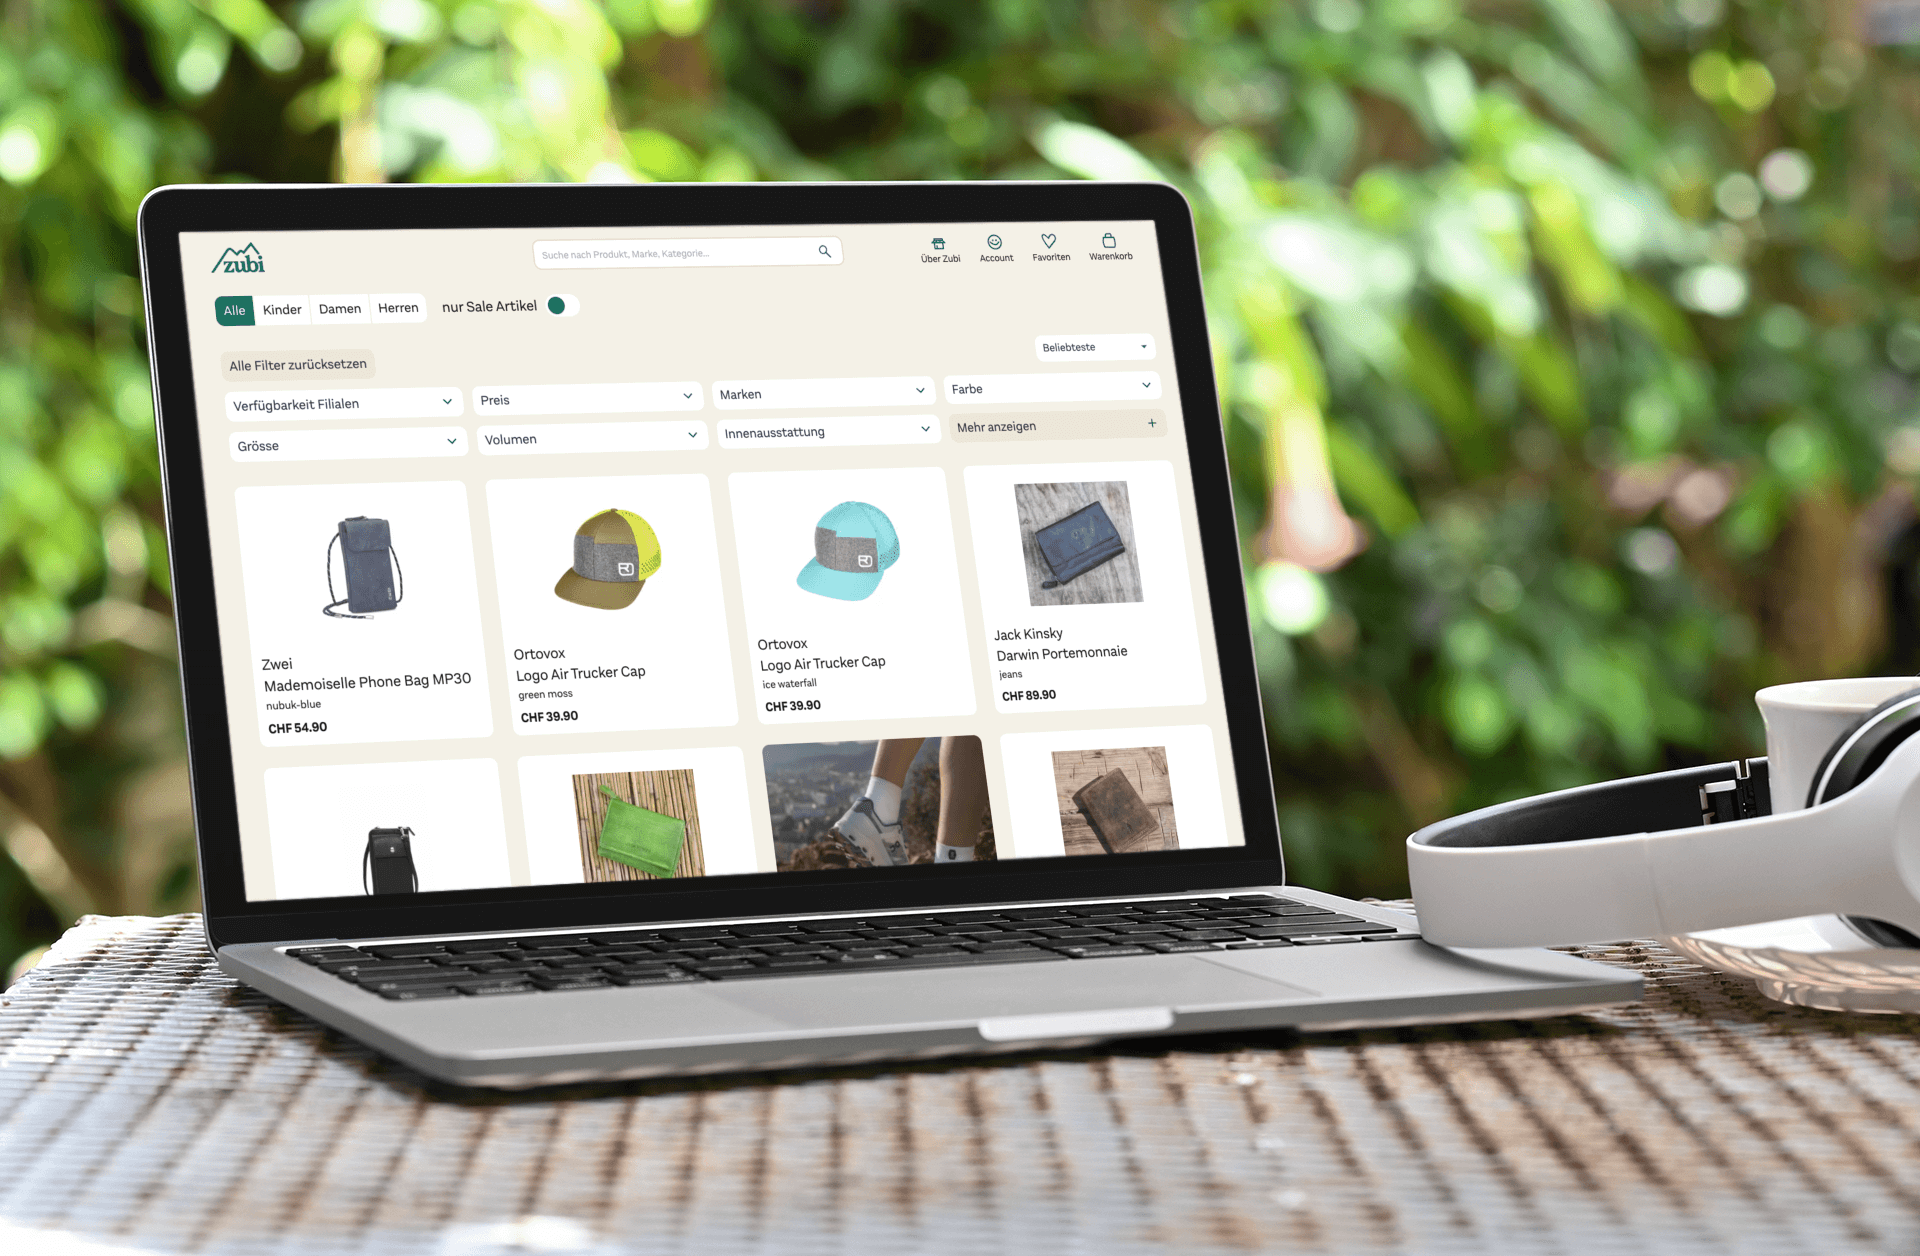 zubi
Suche nach Produkt, Marke, Kategorie...
Über Zubi
Account
Favoriten
Warenkorb
Alle
Kinder
Damen
Herren
nur Sale Artikel
Beliebteste
Alle Filter zurücksetzen
Verfügbarkeit Filialen
Preis
Marken
Farbe
Grösse
Volumen
Innenausstattung
Mehr anzeigen
Zwei
Mademoiselle Phone Bag MP30
nubuk-blue
CHF 54.90
Ortovox
Logo Air Trucker Cap
green moss
CHF 39.90
Ortovox
Logo Air Trucker Cap
ice waterfall
CHF 39.90
Jack Kinsky
Darwin Portemonnaie
jeans
CHF 89.90